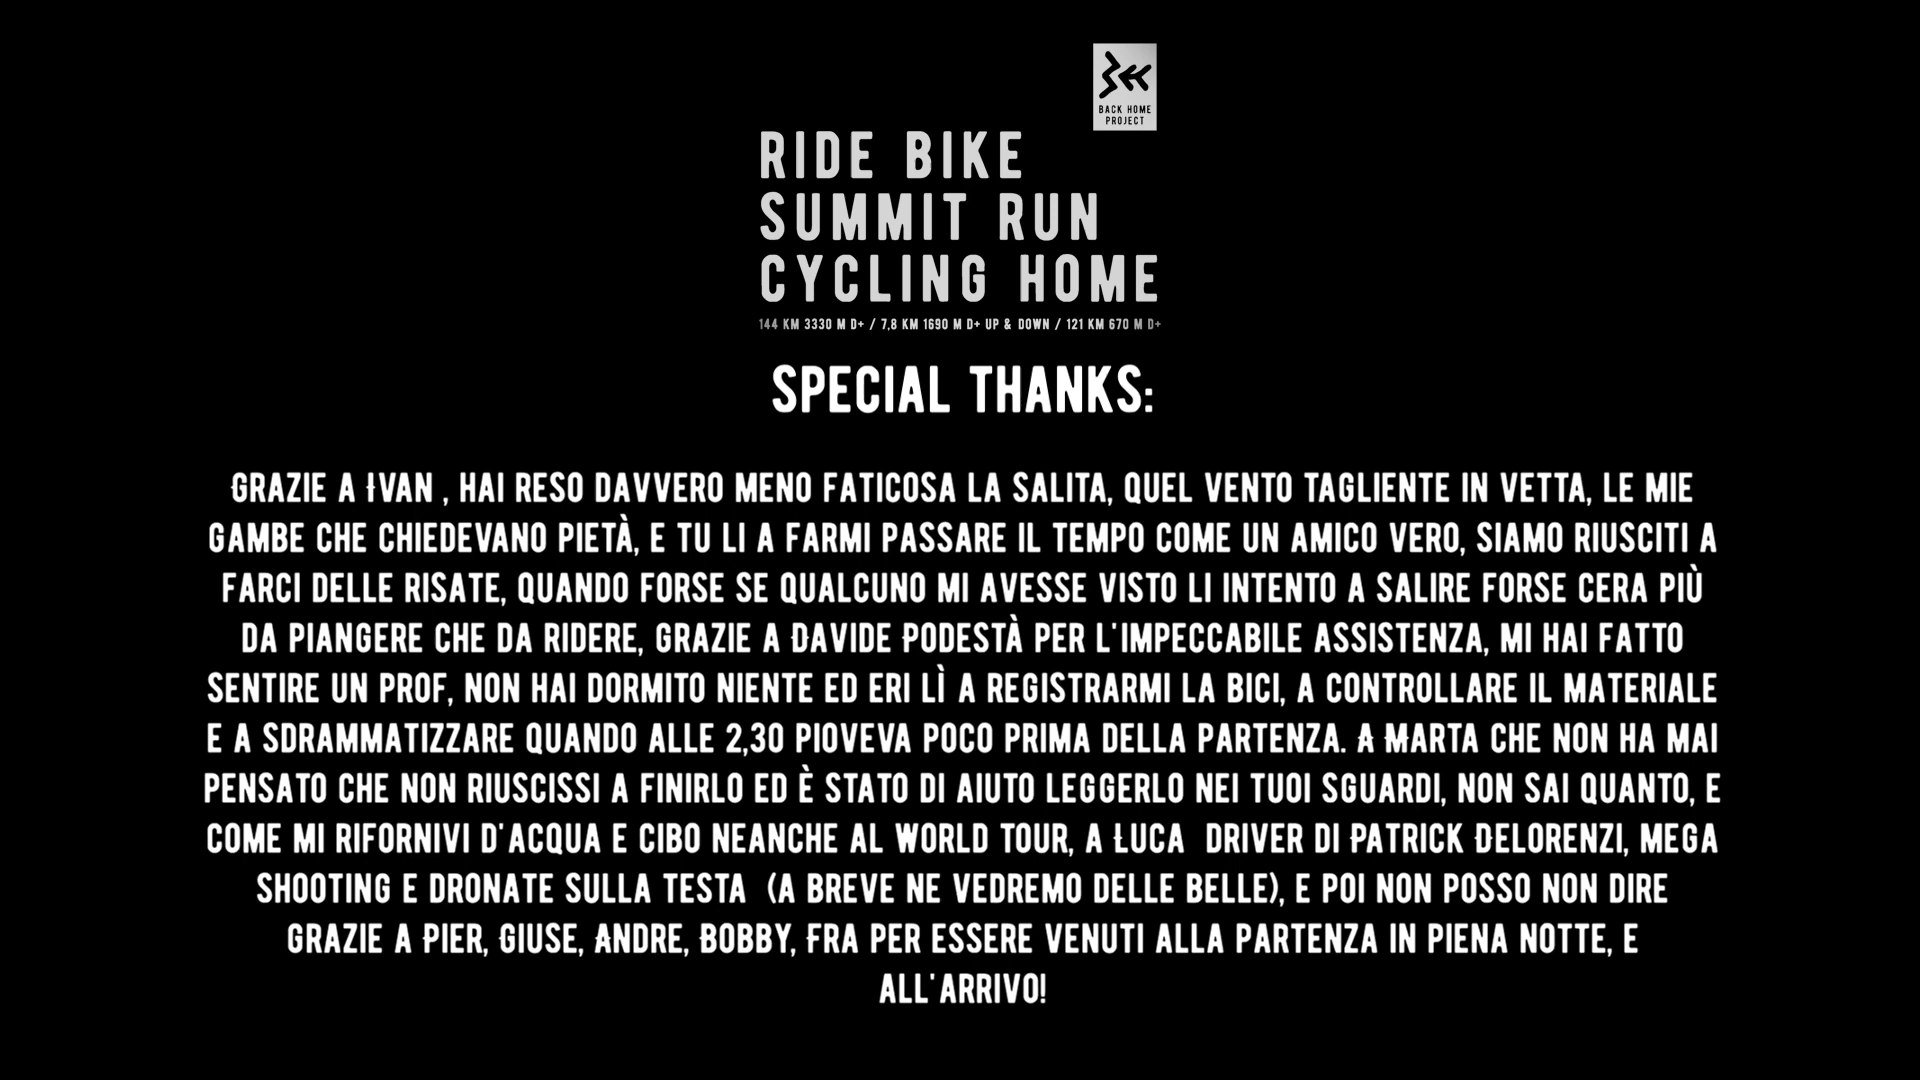 BACK HOME
PROJECT
RIDE BIKE
SUMMIT RUN
CYCLING HOME
144 KM 3330 M D+ / 7,8 KM 1690 M D+ UP & DOWN / 121 KM 670 M D+
SPECIAL THANKS:
GRAZIE A IVAN , HAI RESO DAVVERO MENO FATICOSA LA SALITA, QUEL VENTO TAGLIENTE IN VETTA, LE MIE
GAMBE CHE CHIEDEVANO PIETÀ, E TU LI A FARMI PASSARE IL TEMPO COME UN AMICO VERO, SIAMO RIUSCITI A
FARCI DELLE RISATE, QUANDO FORSE SE QUALCUNO MI AVESSE VISTO LI INTENTO A SALIRE FORSE CERA PIÙ
DA PIANGERE CHE DA RIDERE, GRAZIE A DAVIDE PODESTÀ PER L'IMPECCABILE ASSISTENZA, MI HAI FATTO
SENTIRE UN PROF, NON HAI DORMITO NIENTE ED ERI LÌ A REGISTRARMI LA BICI, A CONTROLLARE IL MATERIALE
E A SDRAMMATIZZARE QUANDO ALLE 2,30 PIOVEVA POCO PRIMA DELLA PARTENZA. A MARTA CHE NON HA MAI
PENSATO CHE NON RIUSCISSI A FINIRLO ED È STATO DI AIUTO LEGGERLO NEI TUOI SGUARDI, NON SAI QUANTO, E
COME MI RIFORNIVI D'ACQUA E CIBO NEANCHE AL WORLD TOUR, A LUCA  DRIVER DI PATRICK DELORENZI, MEGA
SHOOTING E DRONATE SULLA TESTA  (A BREVE NE VEDREMO DELLE BELLE), E POI NON POSSO NON DIRE
GRAZIE A PIER, GIUSE, ANDRE, BOBBY, FRA PER ESSERE VENUTI ALLA PARTENZA IN PIENA NOTTE, E
ALL'ARRIVO!